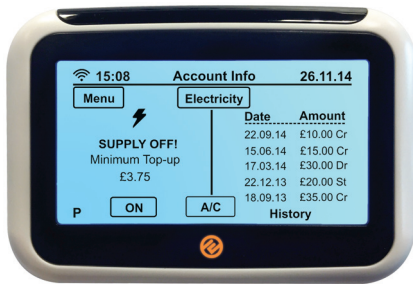 15:08 Account Info 26.11.14
Menu Electricity
Date Amount
22.09.14 £10.00 Cr
15.06.14 £15.00 Cr
17.03.14 £30.00 Dr
22.12.13 £20.00 St
18.09.13 £35.00 Cr
History
SUPPLY OFF!
Minimum Top-up
£3.75
P ON A/C